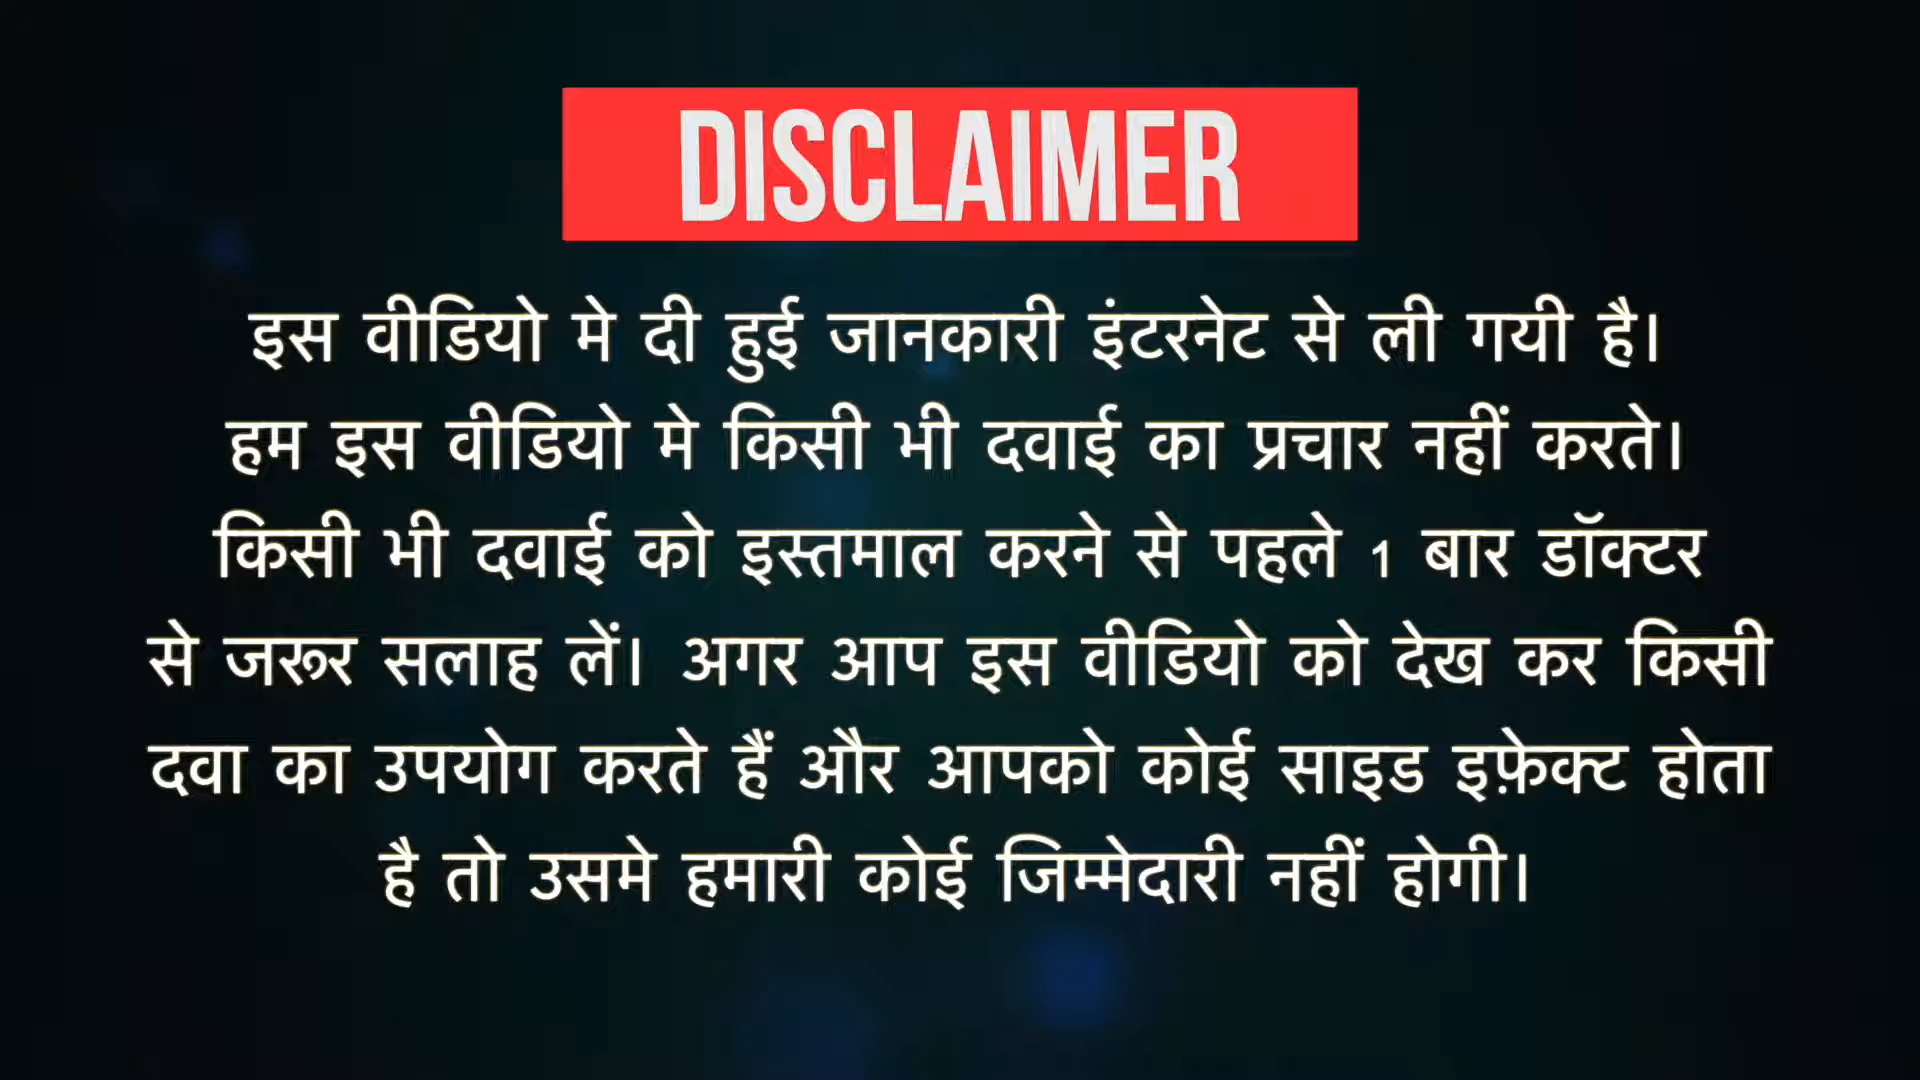 DISCLAIMER
इस वीडियो मे दी हुई जानकारी इंटरनेट से ली गयी है।
हम इस वीडियो मे किसी भी दवाई का प्रचार नहीं करते।
किसी भी दवाई को इस्तमाल करने से पहले 1 बार डॉक्टर
से जरूर सलाह लें। अगर आप इस वीडियो को देख कर किसी
दवा का उपयोग करते हैं और आपको कोई साइड इफ़ेक्ट होता
है तो उसमे हमारी कोई जिम्मेदारी नहीं होगी।